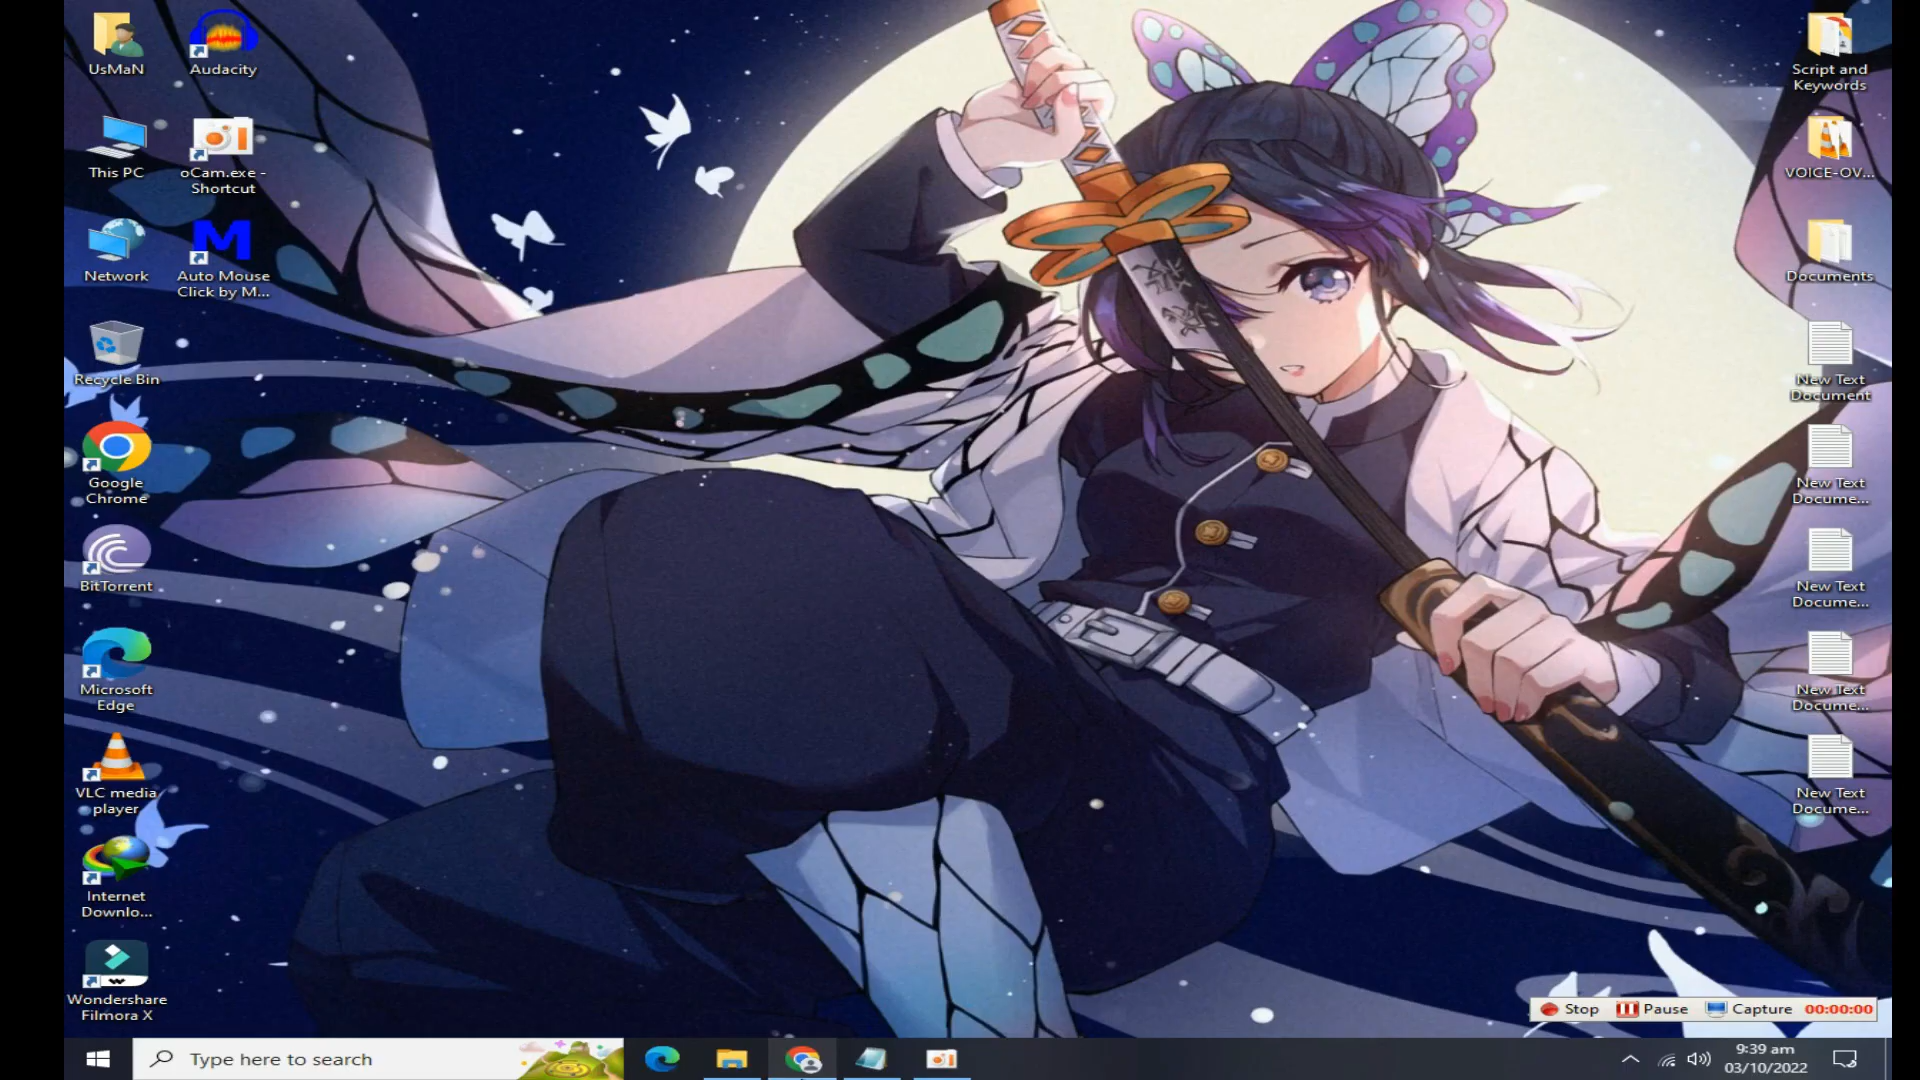 UsMaN
Audacity
This PC
oCam.exe -
Shortcut
Network
Auto Mouse
Click by M...
Recycle Bin
Google
Chrome
BitTorrent
Microsoft
Edge
VLC media
player
Internet
Downlo...
Wondershare
Filmora X
Script and
Keywords
VOICE-OV...
Documents
New Text
Document
New Text
Docume...
New Text
Docume...
New Text
Docume...
New Text
Docume...
Stop Pause Capture 00:00:00
Type here to search
9:39 am
03/10/2022